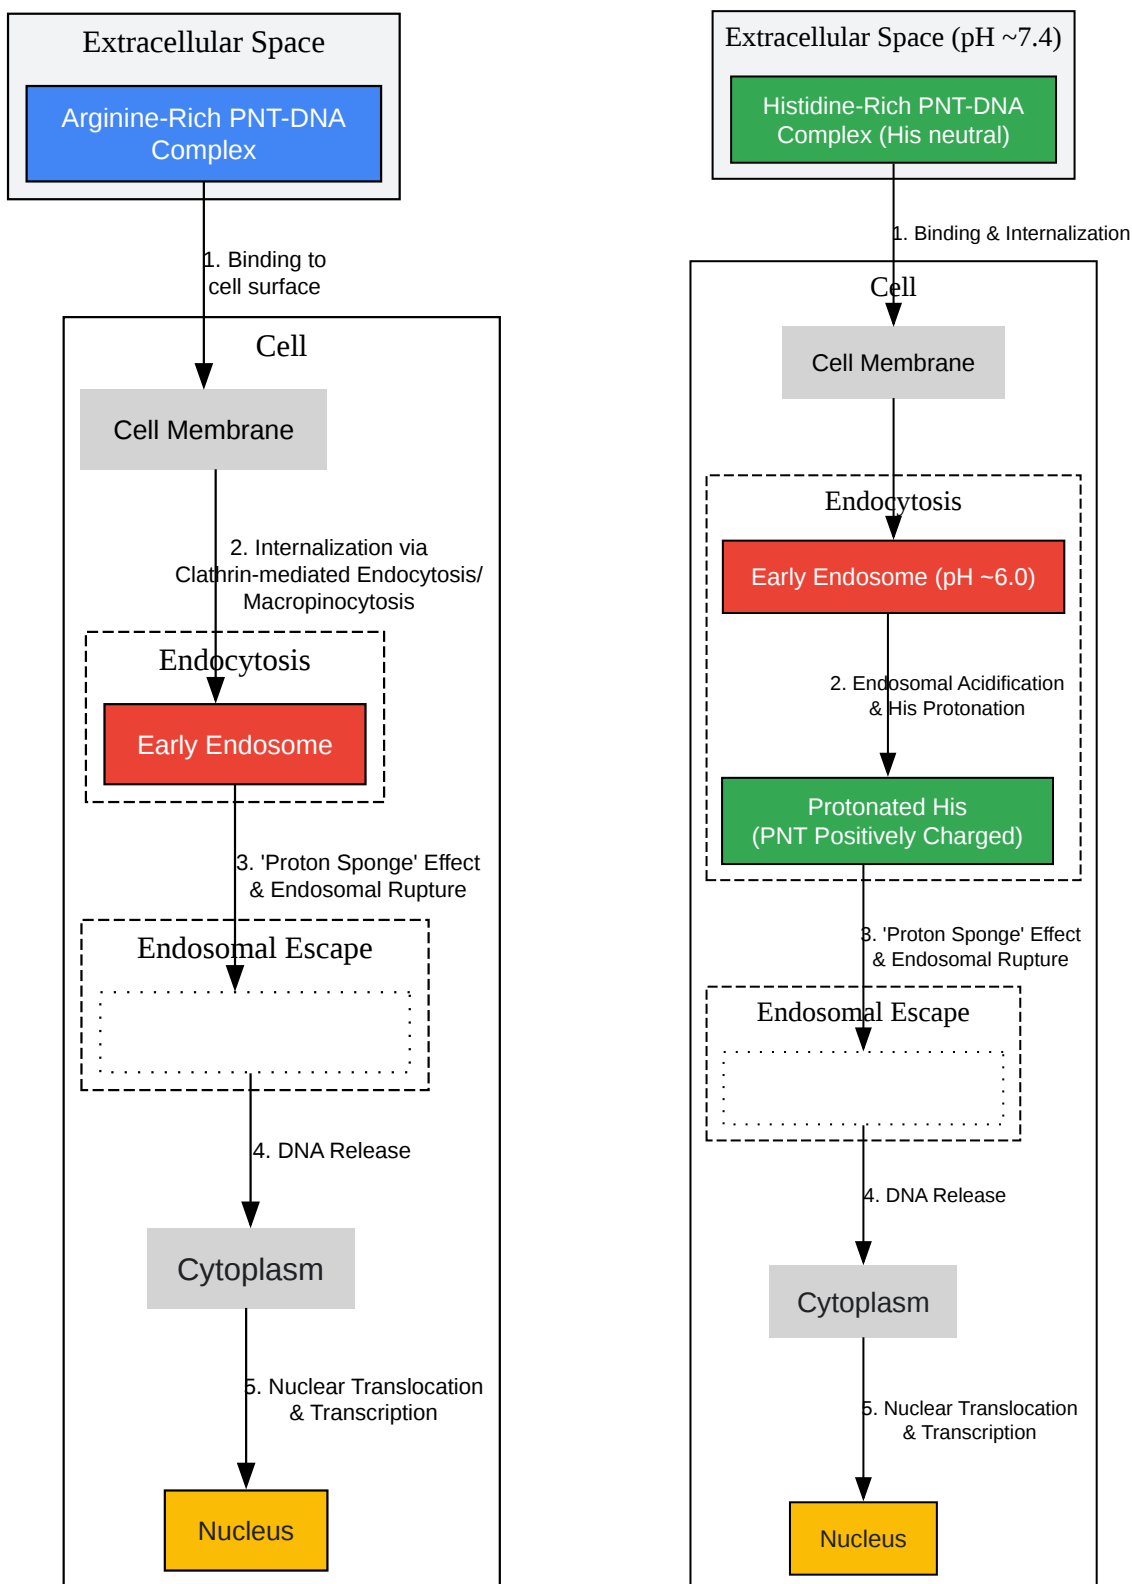 Extracellular Space
Arginine-Rich PNT-DNA
Complex
1. Binding to
cell surface
Cell
Cell Membrane
2. Internalization via
Clathrin-mediated Endocytosis/
Macropinocytosis
Endocytosis
Early Endosome
3. 'Proton Sponge' Effect
& Endosomal Rupture
Endosomal Escape
4. DNA Release
Cytoplasm
5. Nuclear Translocation
& Transcription
Nucleus
Extracellular Space (pH ~7.4)
Histidine-Rich PNT-DNA
Complex (His neutral)
1. Binding & Internalization
Cell
Cell Membrane
Endocytosis
Early Endosome (pH ~6.0)
2. Endosomal Acidification
& His Protonation
Protonated His
(PNT Positively Charged)
3. 'Proton Sponge' Effect
& Endosomal Rupture
Endosomal Escape
4. DNA Release
Cytoplasm
5. Nuclear Translocation
& Transcription
Nucleus